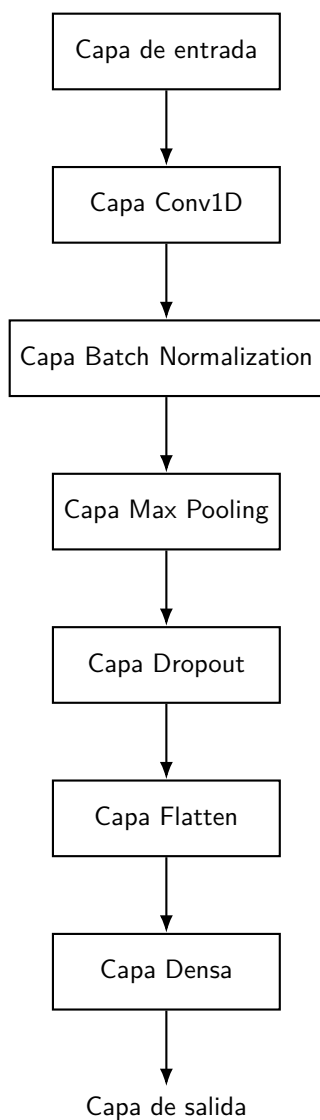 Capa de entrada
Capa Conv1D
Capa Batch Normalization
Capa Max Pooling
Capa Dropout
Capa Flatten
Capa Densa
Capa de salida